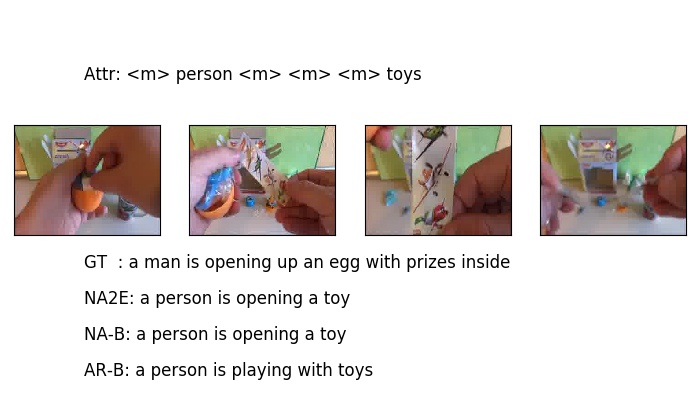 Attr: <m> person <m> <m> <m> toys
GT : a man is opening up an egg with prizes inside
NA2E: a person is opening a toy
NA-B: a person is opening a toy
AR-B: a person is playing with toys